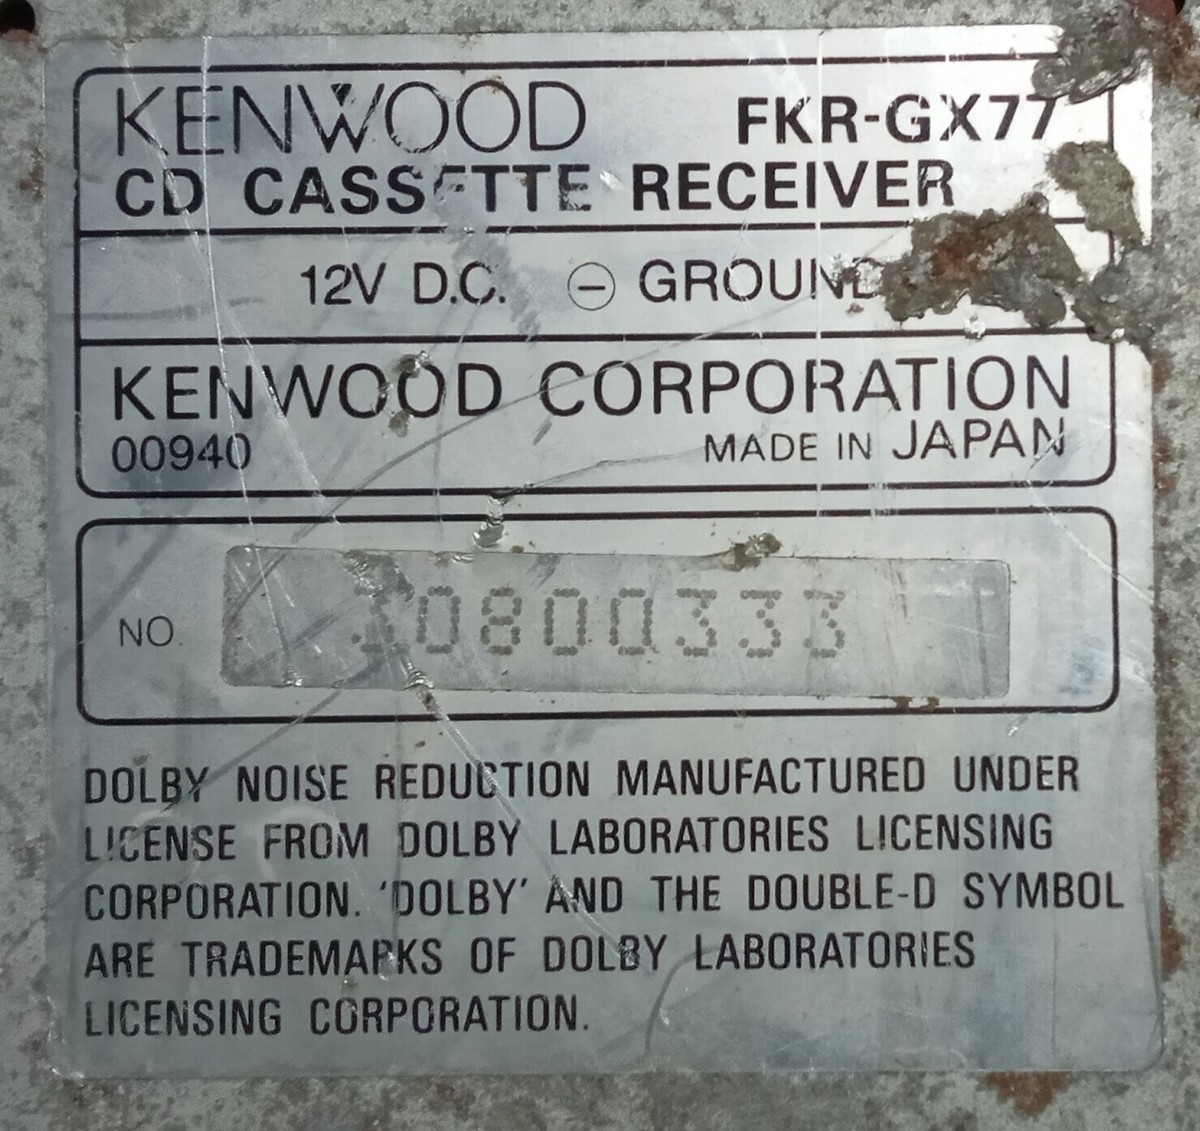 KENWOOD FKR-GX77
CD CASSETTE RECEIVER
12V D.C. ⊖ GROUND
KENWOOD CORPORATION
00940 MADE IN JAPAN
NO.
DOLBY NOISE REDUCTION MANUFACTURED UNDER
LICENSE FROM DOLBY LABORATORIES LICENSING
CORPORATION. 'DOLBY' AND THE DOUBLE-D SYMBOL
ARE TRADEMARKS OF DOLBY LABORATORIES
LICENSING CORPORATION.